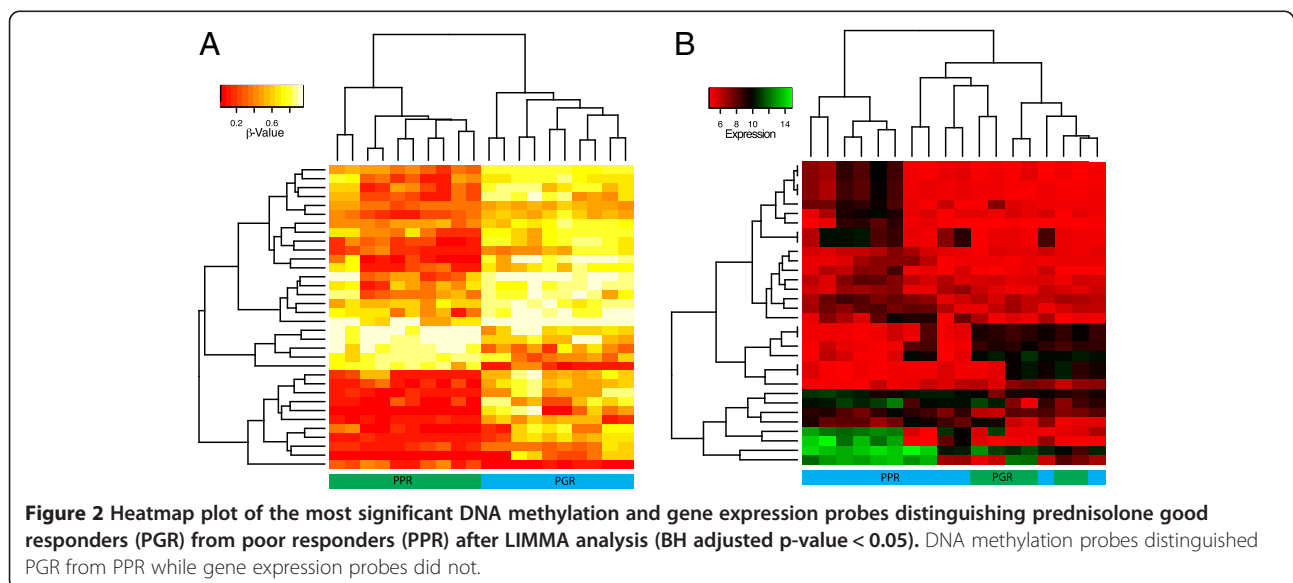 A
B
0.2 0.6
β-Value
6 8 10 14
Expression
PPR PGR
PPR PGR
Figure 2 Heatmap plot of the most significant DNA methylation and gene expression probes distinguishing prednisolone good
responders (PGR) from poor responders (PPR) after LIMMA analysis (BH adjusted p-value < 0.05). DNA methylation probes distinguished
PGR from PPR while gene expression probes did not.